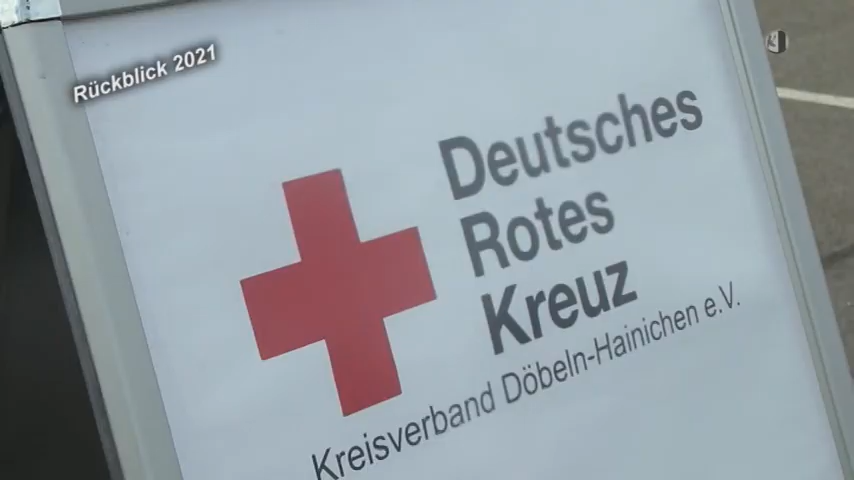 Rückblick 2021
Deutsches
Rotes
Kreuz
Kreisverband Döbeln-Hainichen e.V.